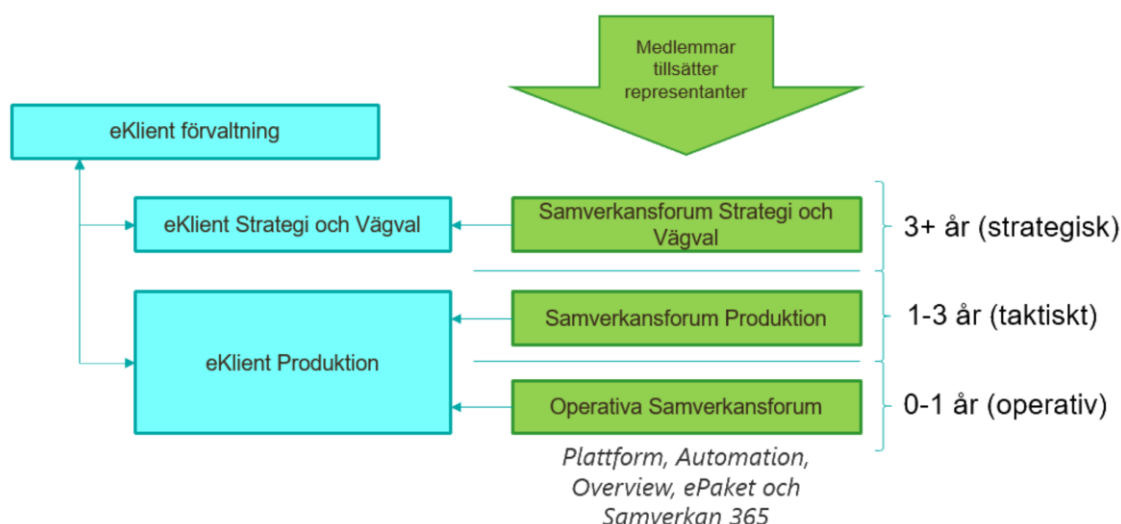 Medlemmar
tillsätter
representanter
eKlient förvaltning
eKlient Strategi och Vägval
Samverkansforum Strategi och
Vägval
3+ år (strategisk)
eKlient Produktion
Samverkansforum Produktion
1-3 år (taktiskt)
Operativa Samverkansforum
0-1 år (operativ)
Plattform, Automation,
Overview, ePaket och
Samverkan 365